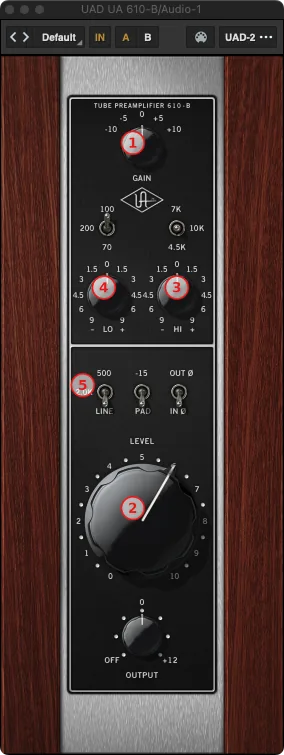 UAD UA 610-B/Audio-1
Default IN A B UAD-2
TUBE PREAMPLIFIER 610-B
-10 -5 0 +5 +10
1
GAIN
UA
200 100 70
7K 10K 4.5K
6 4.5 3 1.5 0 1.5 3 4.5 6
9 9
- LO +
4
6 4.5 3 1.5 0 1.5 3 4.5 6
9 9
- HI +
3
5
500 -15 OUT Ø
2.0K
LINE PAD IN Ø
LEVEL
0 1 2 3 4 5 7 8 9 10
2
0
OFF +12
OUTPUT